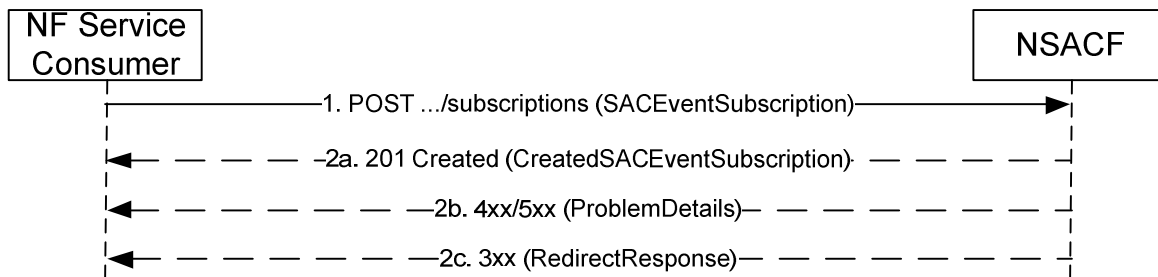 NF Service
Consumer
NSACF
1. POST .../subscriptions (SACEventSubscription)
2a. 201 Created (CreatedSACEventSubscription)
2b. 4xx/5xx (ProblemDetails)
2c. 3xx (RedirectResponse)